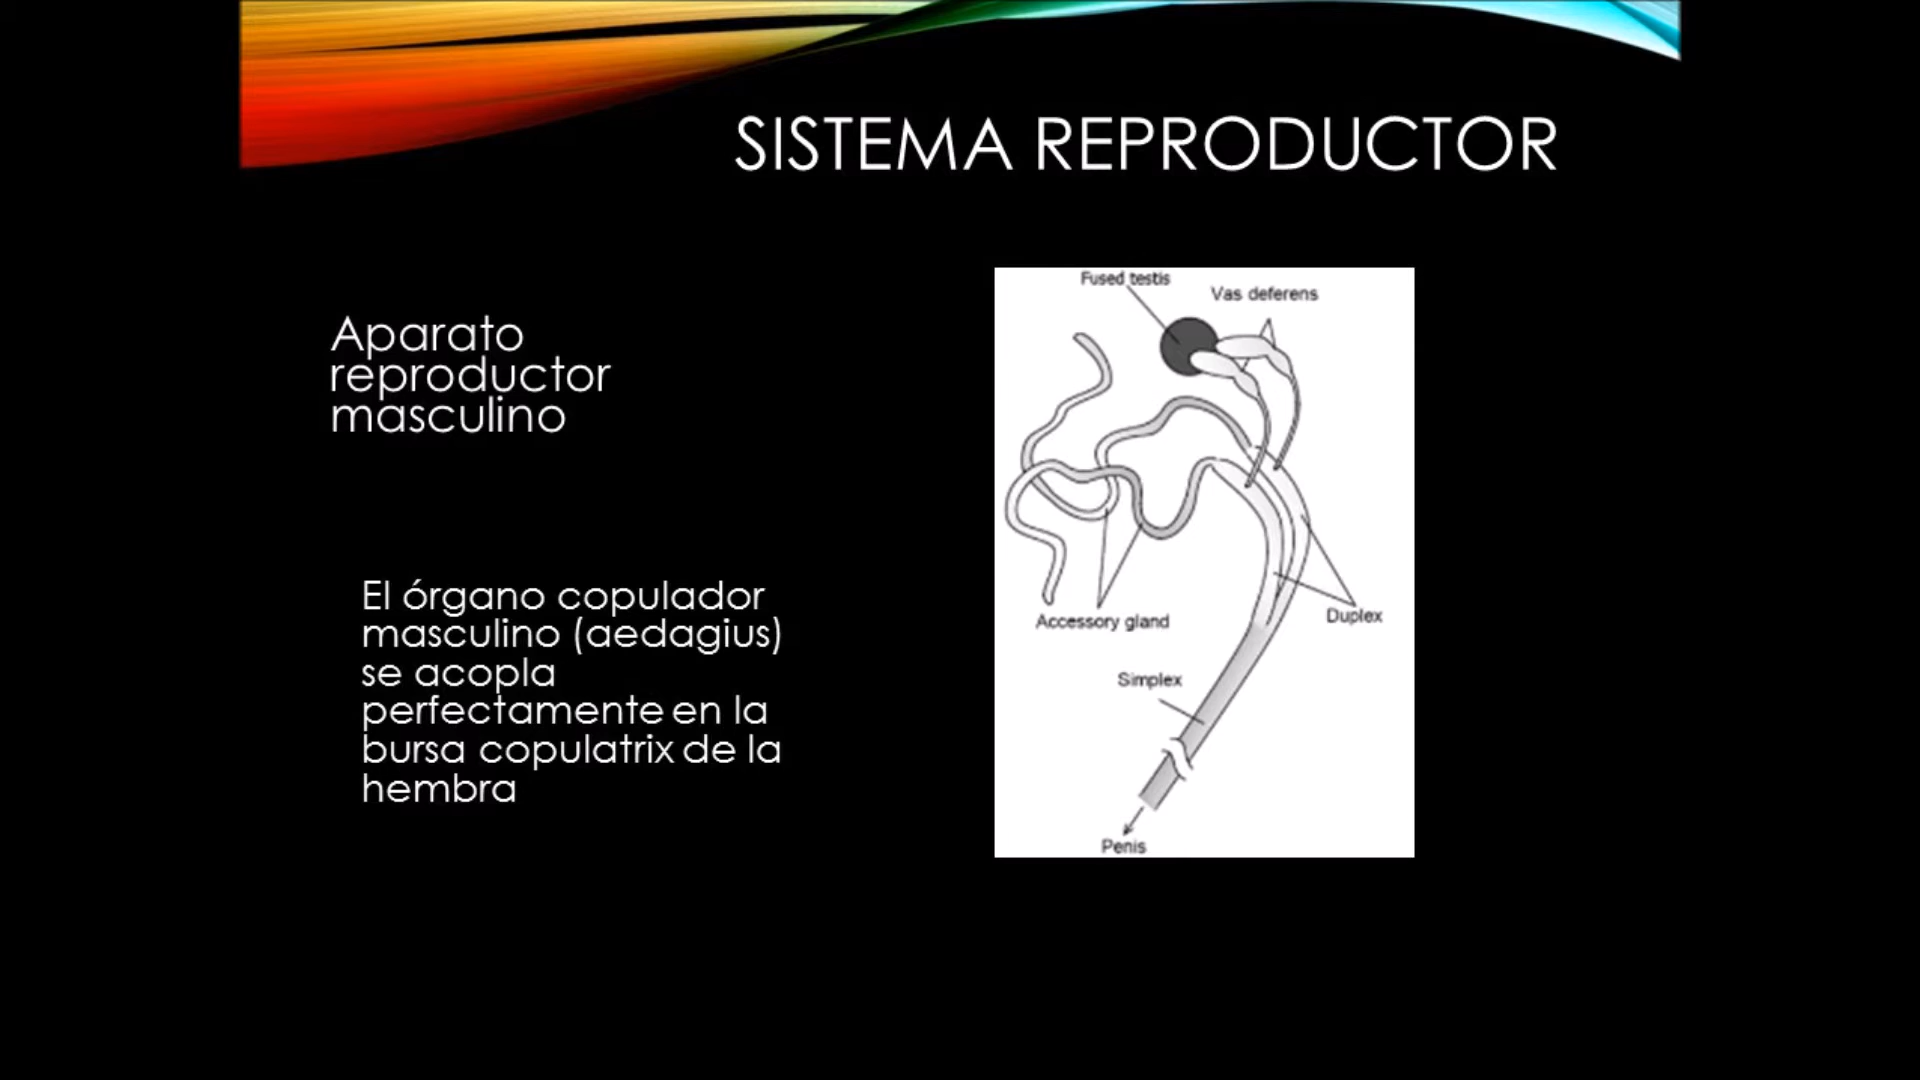 SISTEMA REPRODUCTOR
Aparato
reproductor
masculino
El órgano copulador
masculino (aedagius)
se acopla
perfectamente en la
bursa copulatrix de la
hembra
Fused testis
Vas deferens
Accessory gland
Duplex
Simplex
Penis